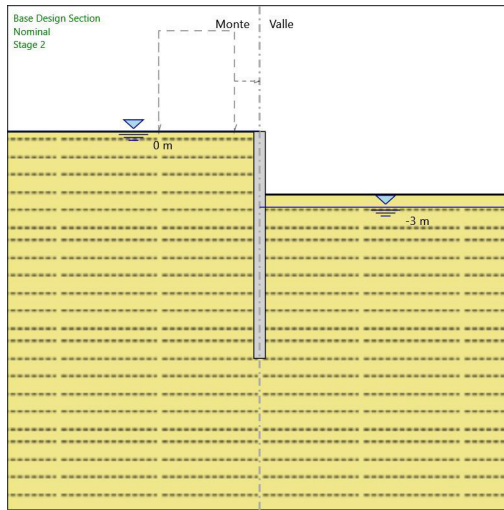 Base Design Section
Nominal
Stage 2
Monte Valle
0 m
-3 m